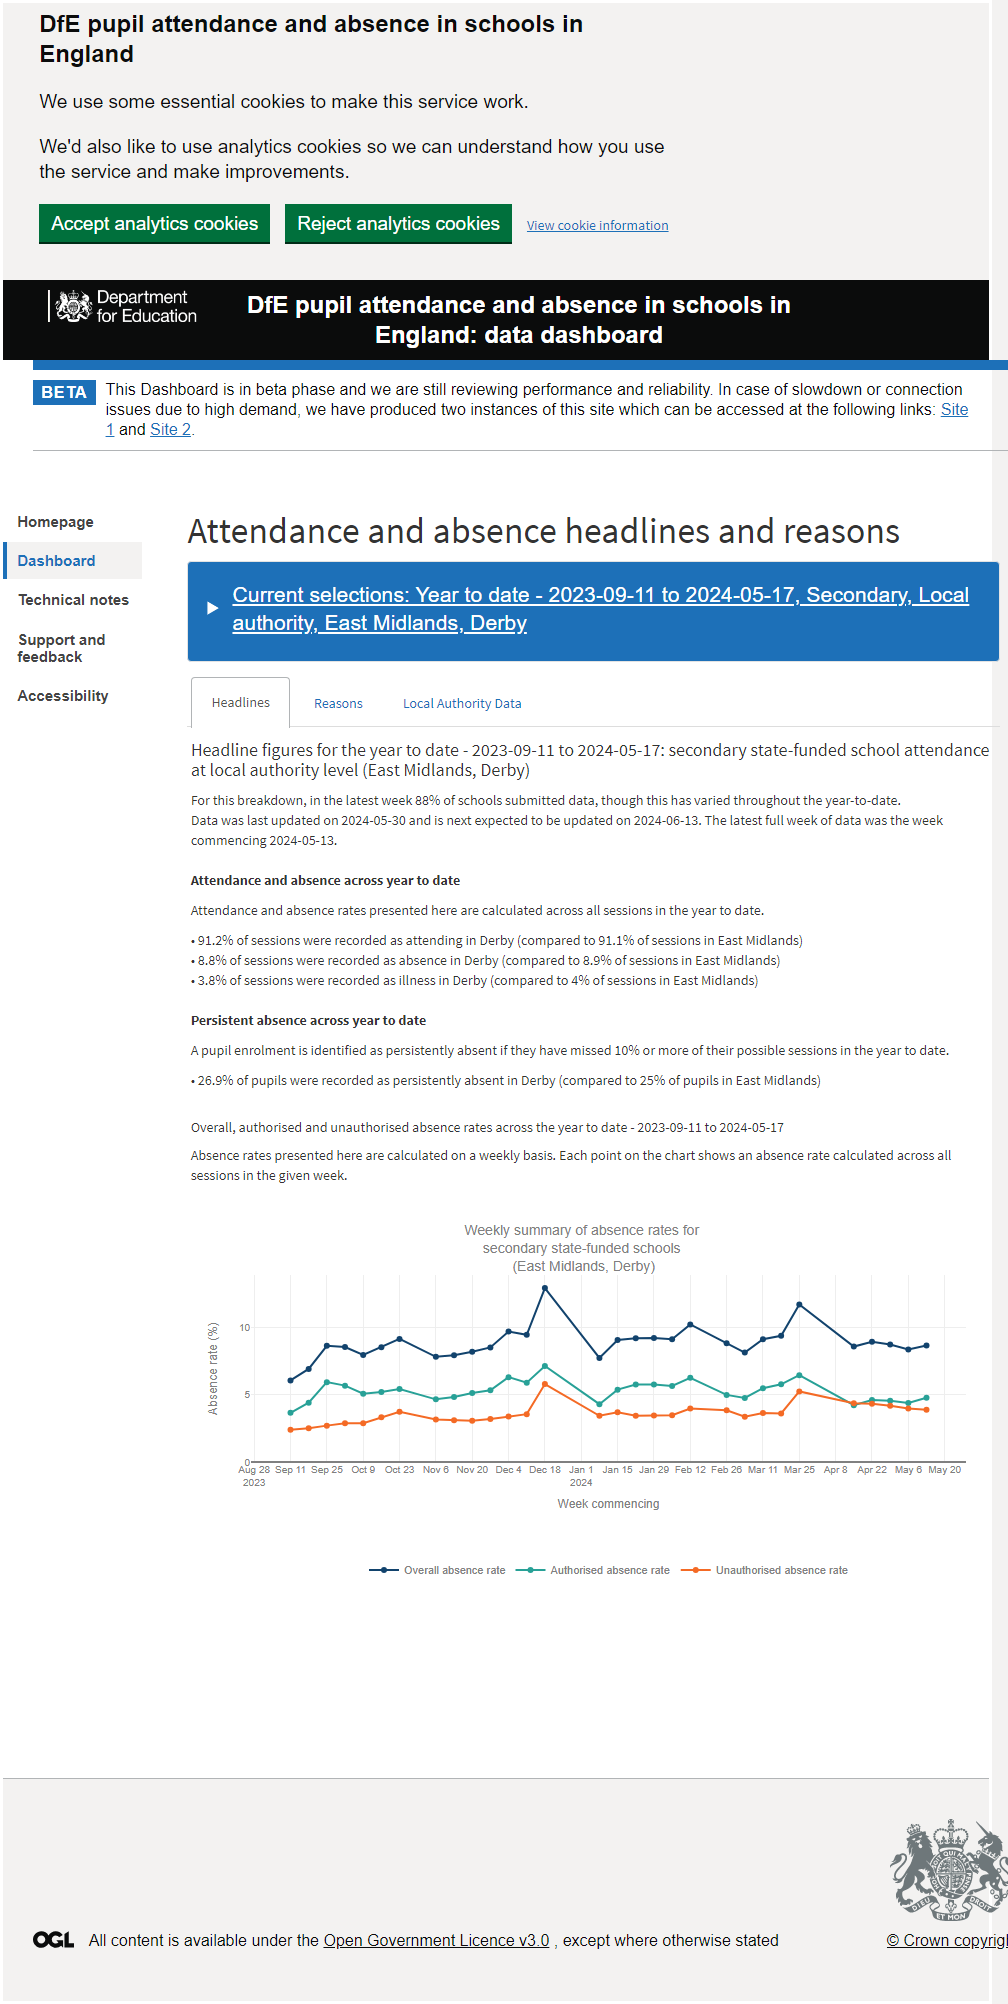 DfE pupil attendance and absence in schools in
England
We use some essential cookies to make this service work.
We'd also like to use analytics cookies so we can understand how you use
the service and make improvements.
Accept analytics cookies
Reject analytics cookies
View cookie information
Department
for Education
DfE pupil attendance and absence in schools in
England: data dashboard
BETA
This Dashboard is in beta phase and we are still reviewing performance and reliability. In case of slowdown or connection
issues due to high demand, we have produced two instances of this site which can be accessed at the following links: Site
1 and Site 2.
Homepage
Dashboard
Technical notes
Support and
feedback
Accessibility
Attendance and absence headlines and reasons
Current selections: Year to date - 2023-09-11 to 2024-05-17, Secondary, Local
authority, East Midlands, Derby
Headlines
Reasons
Local Authority Data
Headline figures for the year to date - 2023-09-11 to 2024-05-17: secondary state-funded school attendance
at local authority level (East Midlands, Derby)
For this breakdown, in the latest week 88% of schools submitted data, though this has varied throughout the year-to-date.
Data was last updated on 2024-05-30 and is next expected to be updated on 2024-06-13. The latest full week of data was the week
commencing 2024-05-13.
Attendance and absence across year to date
Attendance and absence rates presented here are calculated across all sessions in the year to date.
• 91.2% of sessions were recorded as attending in Derby (compared to 91.1% of sessions in East Midlands)
• 8.8% of sessions were recorded as absence in Derby (compared to 8.9% of sessions in East Midlands)
• 3.8% of sessions were recorded as illness in Derby (compared to 4% of sessions in East Midlands)
Persistent absence across year to date
A pupil enrolment is identified as persistently absent if they have missed 10% or more of their possible sessions in the year to date.
• 26.9% of pupils were recorded as persistently absent in Derby (compared to 25% of pupils in East Midlands)
Overall, authorised and unauthorised absence rates across the year to date - 2023-09-11 to 2024-05-17
Absence rates presented here are calculated on a weekly basis. Each point on the chart shows an absence rate calculated across all
sessions in the given week.
Weekly summary of absence rates for
secondary state-funded schools
(East Midlands, Derby)
Absence rate (%)
10
5
0
Aug 28 Sep 11 Sep 25 Oct 9 Oct 23 Nov 6 Nov 20 Dec 4 Dec 18 Jan 1 Jan 15 Jan 29 Feb 12 Feb 26 Mar 11 Mar 25 Apr 8 Apr 22 May 6 May 20
2023 2024
Week commencing
Overall absence rate
Authorised absence rate
Unauthorised absence rate
DIEU ET MON DROIT
OGL
All content is available under the Open Government Licence v3.0 , except where otherwise stated
© Crown copyrigh